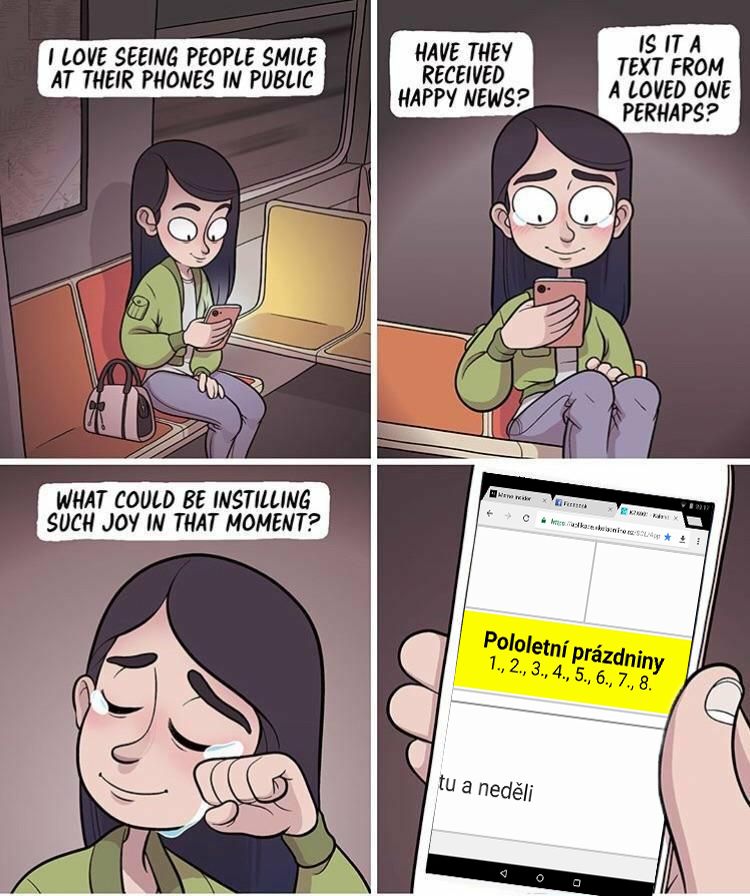 I LOVE SEEING PEOPLE SMILE
AT THEIR PHONES IN PUBLIC
HAVE THEY
RECEIVED
HAPPY NEWS?
IS IT A
TEXT FROM
A LOVED ONE
PERHAPS?
WHAT COULD BE INSTILLING
SUCH JOY IN THAT MOMENT?
Facebook
Pololetní prázdniny
1., 2., 3., 4., 5., 6., 7., 8.
tu a neděli